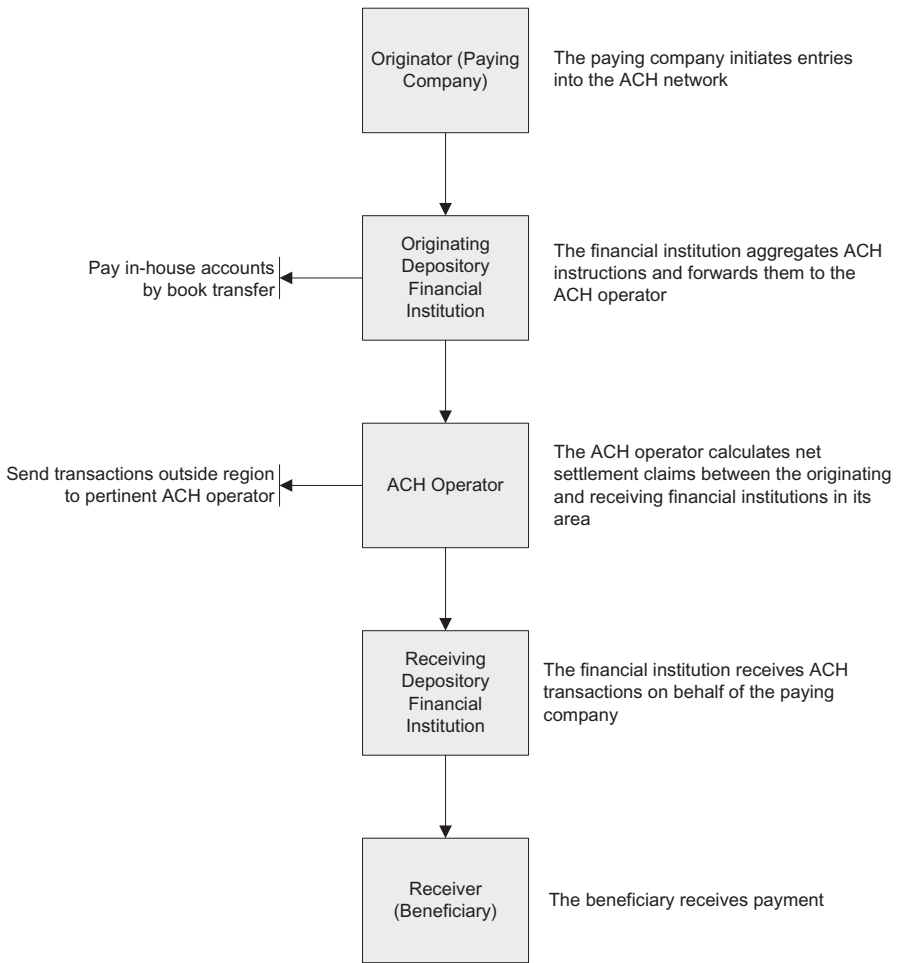 Originator (Paying
Company)
The paying company initiates entries
into the ACH network
Pay in-house accounts
by book transfer
Originating
Depository
Financial
Institution
The financial institution aggregates ACH
instructions and forwards them to the
ACH operator
Send transactions outside region
to pertinent ACH operator
ACH Operator
The ACH operator calculates net
settlement claims between the originating
and receiving financial institutions in its
area
Receiving
Depository
Financial
Institution
The financial institution receives ACH
transactions on behalf of the paying
company
Receiver
(Beneficiary)
The beneficiary receives payment